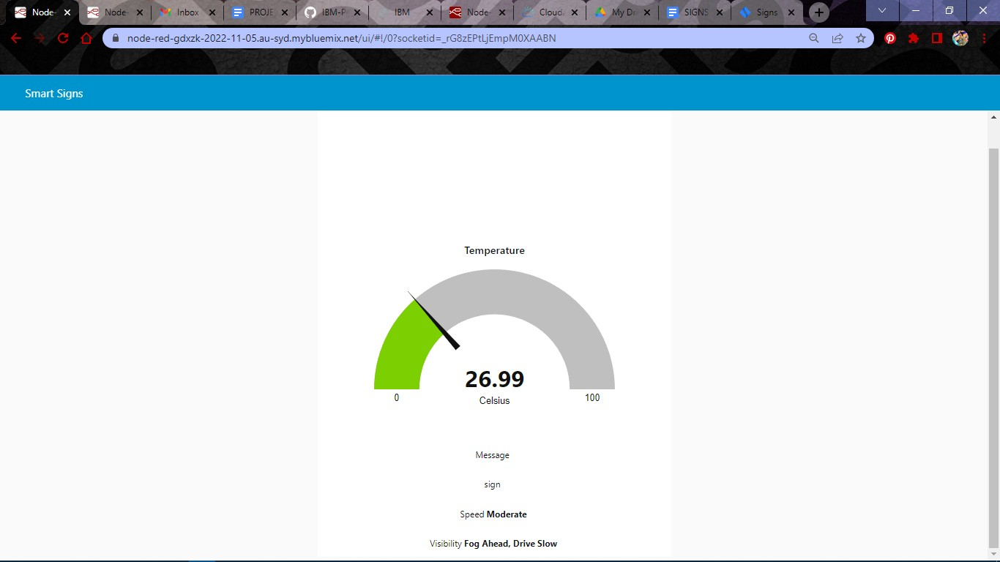 Node-
Node-
Inbox
PROJE
IBM-P
IBM
Node-
Cloud
My Dr
SIGNS
Signs
node-red-gdxzk-2022-11-05.au-syd.mybluemix.net/ui/#!/0?socketid=_rG8zEPtLjEmpM0XAABN
Smart Signs
Temperature
26.99
0
Celsius
100
Message
sign
Speed Moderate
Visibility Fog Ahead, Drive Slow